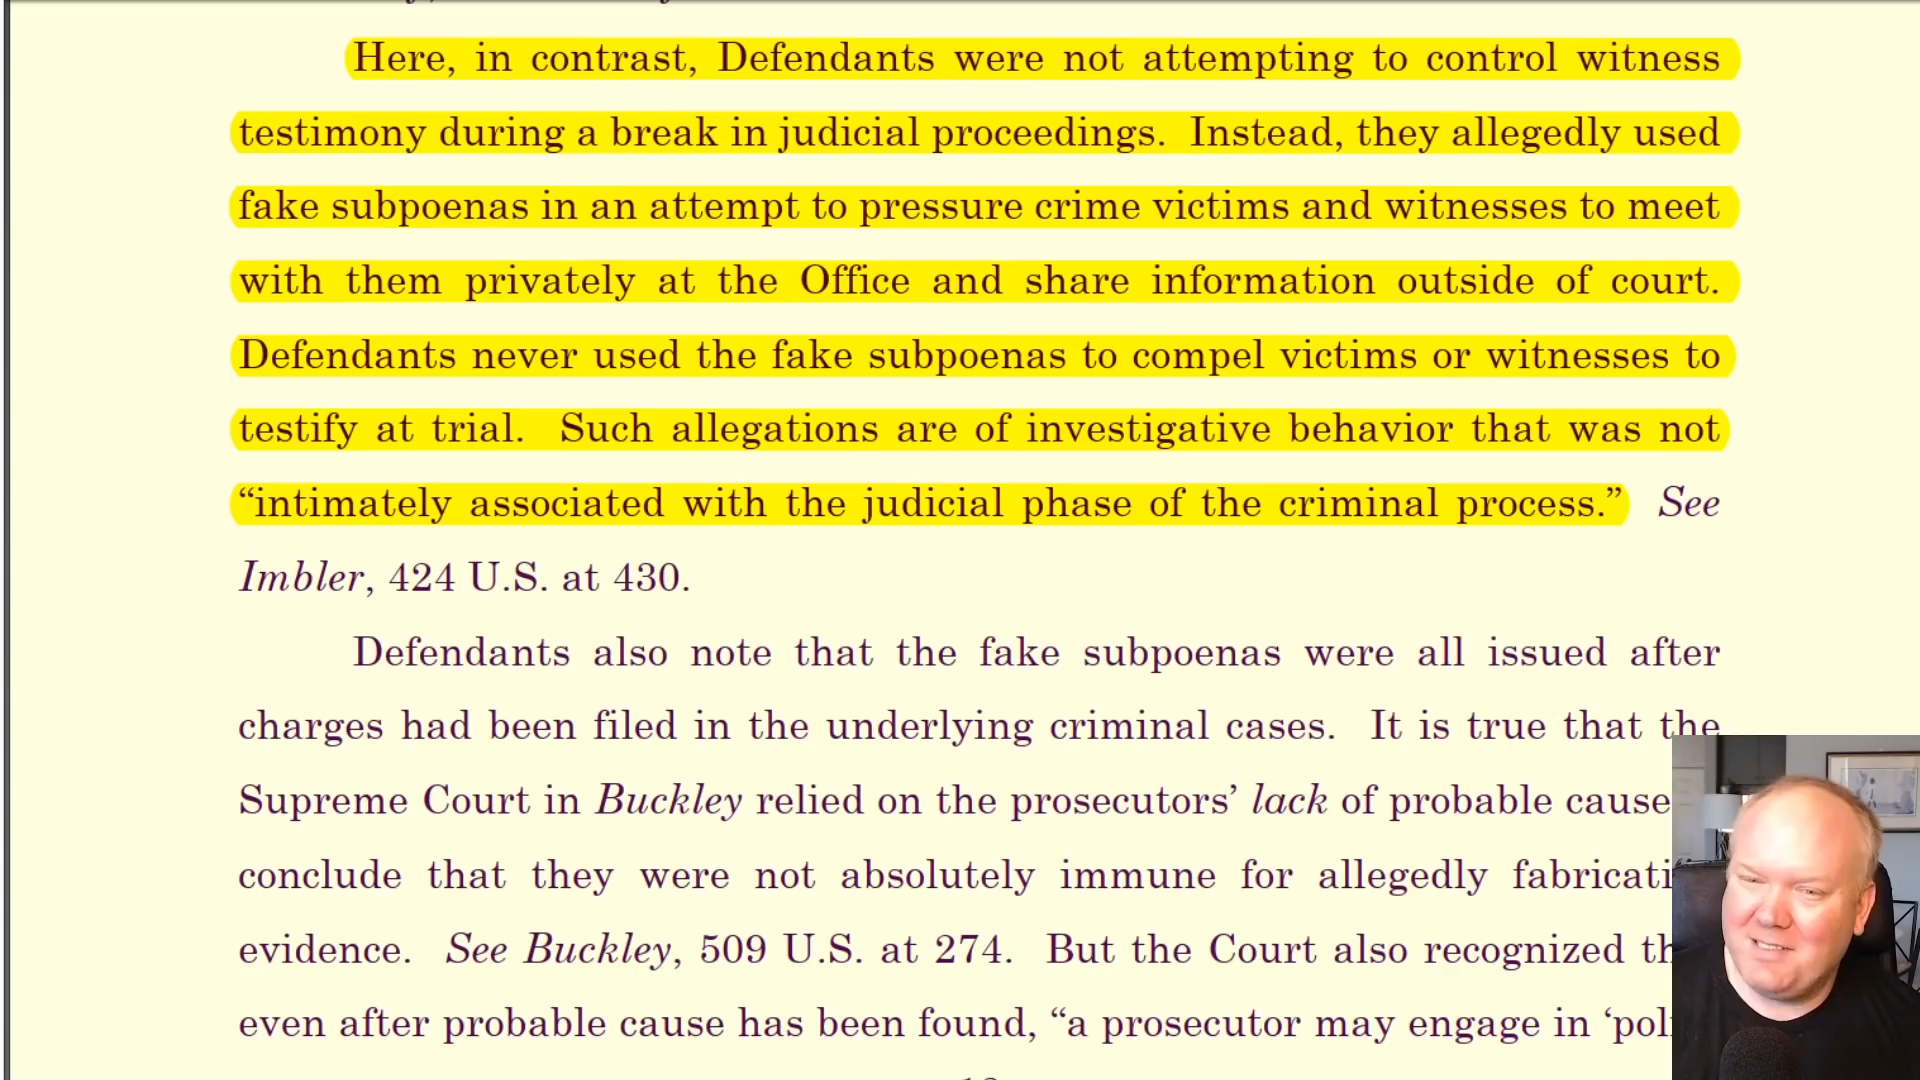 Here, in contrast, Defendants were not attempting to control witness
testimony during a break in judicial proceedings.  Instead, they allegedly used
fake subpoenas in an attempt to pressure crime victims and witnesses to meet
with them privately at the Office and share information outside of court.
Defendants never used the fake subpoenas to compel victims or witnesses to
testify at trial.  Such allegations are of investigative behavior that was not
“intimately associated with the judicial phase of the criminal process.”  See
Imbler, 424 U.S. at 430.
Defendants also note that the fake subpoenas were all issued after
charges had been filed in the underlying criminal cases.  It is true that the
Supreme Court in Buckley relied on the prosecutors’ lack of probable cause
conclude that they were not absolutely immune for allegedly fabricati
evidence.  See Buckley, 509 U.S. at 274.  But the Court also recognized th
even after probable cause has been found, “a prosecutor may engage in ‘pol